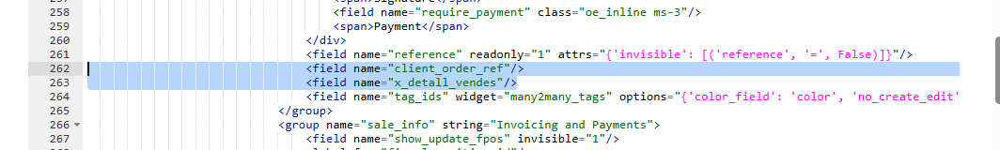 <span>Signature</span>
258 <field name="require_payment" class="oe_inline ms-3"/>
259 <span>Payment</span>
260 </div>
261 <field name="reference" readonly="1" attrs="{'invisible': [('reference', '=', False)]}"/>
262 <field name="client_order_ref"/>
263 <field name="x_detall_vendes"/>
264 <field name="tag_ids" widget="many2many_tags" options="{'color_field': 'color', 'no_create_edit'
265 </group>
266 <group name="sale_info" string="Invoicing and Payments">
267 <field name="show_update_fpos" invisible="1"/>